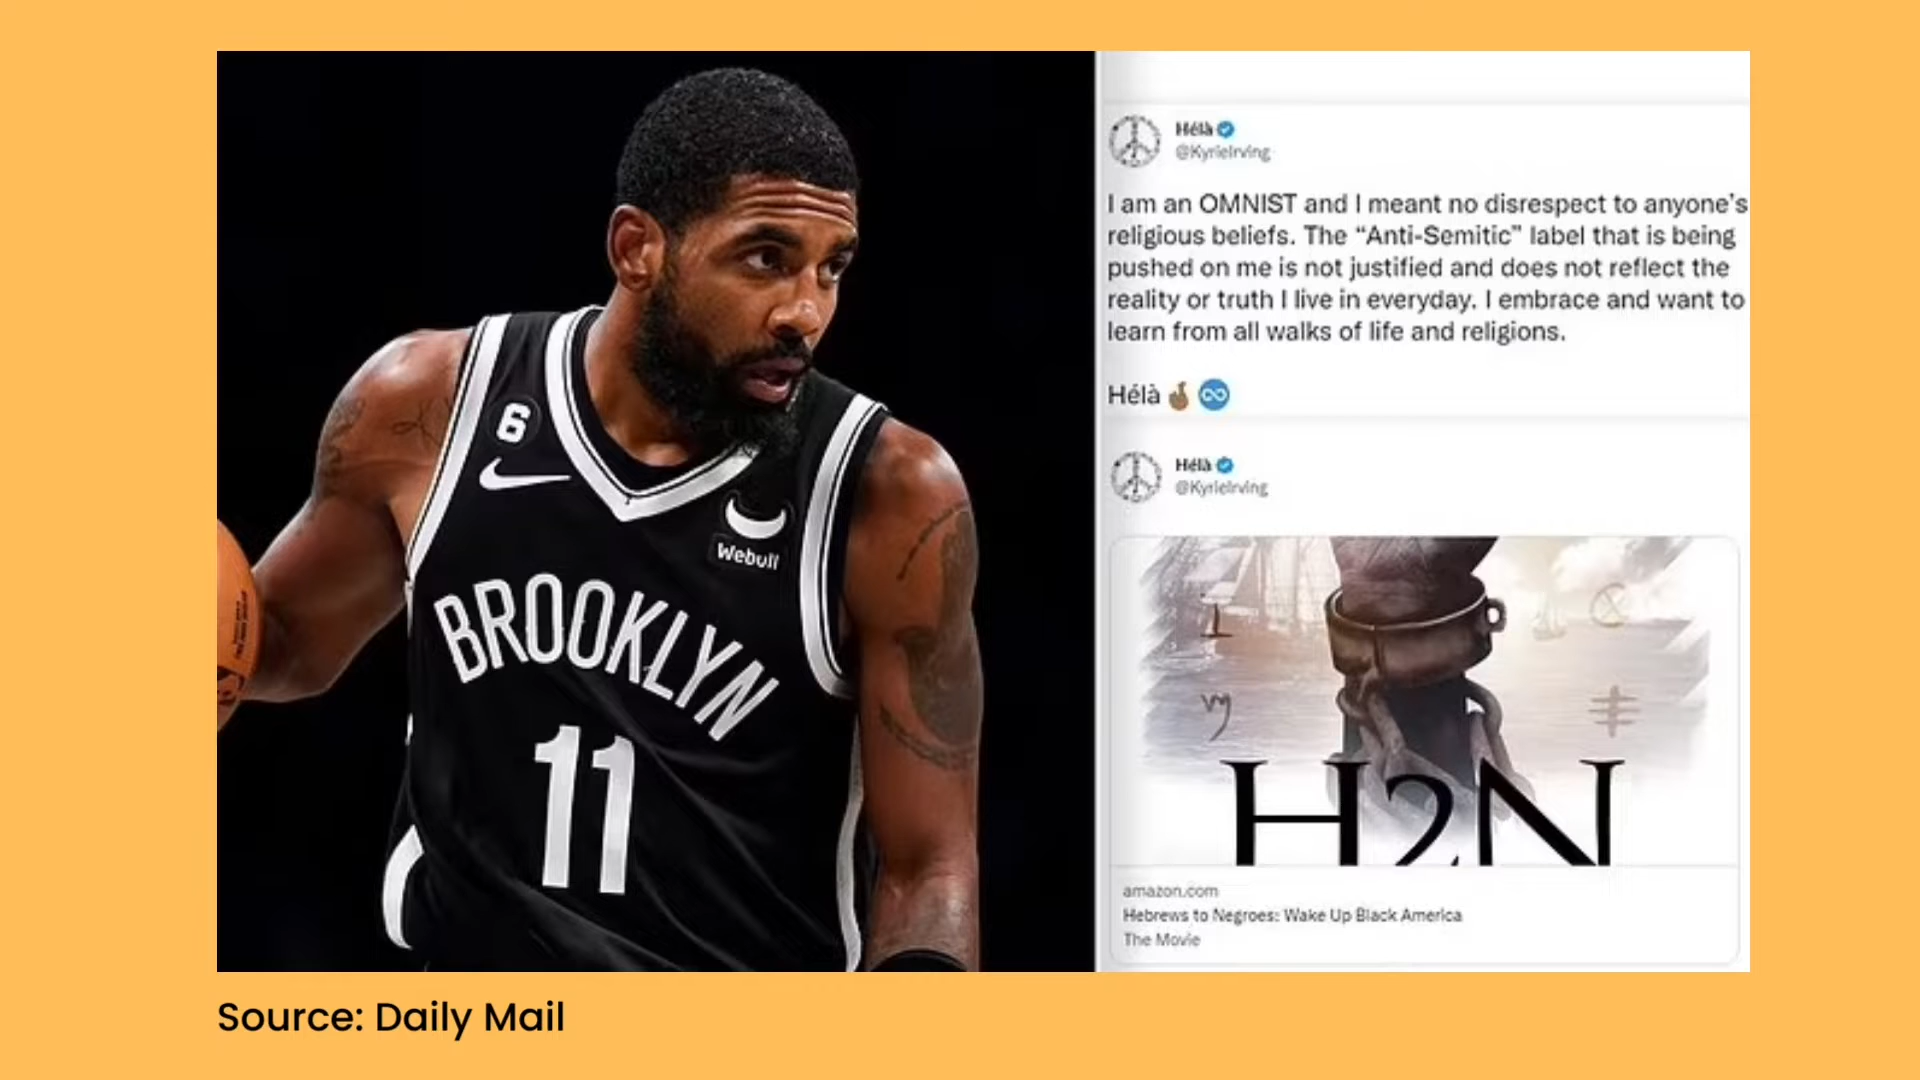 6
Webull
BROOKLYN
11
Hélà
@KyrieIrving
I am an OMNIST and I meant no disrespect to anyone’s
religious beliefs. The “Anti-Semitic” label that is being
pushed on me is not justified and does not reflect the
reality or truth I live in everyday. I embrace and want to
learn from all walks of life and religions.
Hélà 🤞🏾 ♾️
Hélà
@KyrieIrving
H2N
amazon.com
Hebrews to Negroes: Wake Up Black America
The Movie
Source: Daily Mail